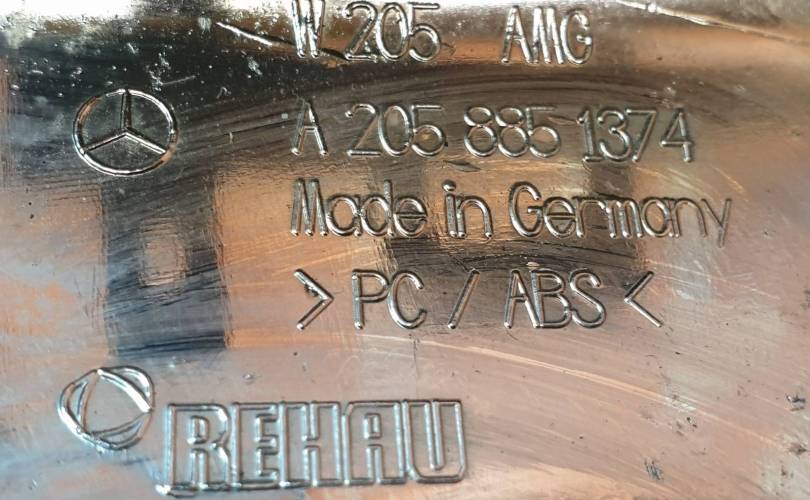 W 205 AMG
A 205 885 1374
Made in Germany
>PC / ABS<
REHAU